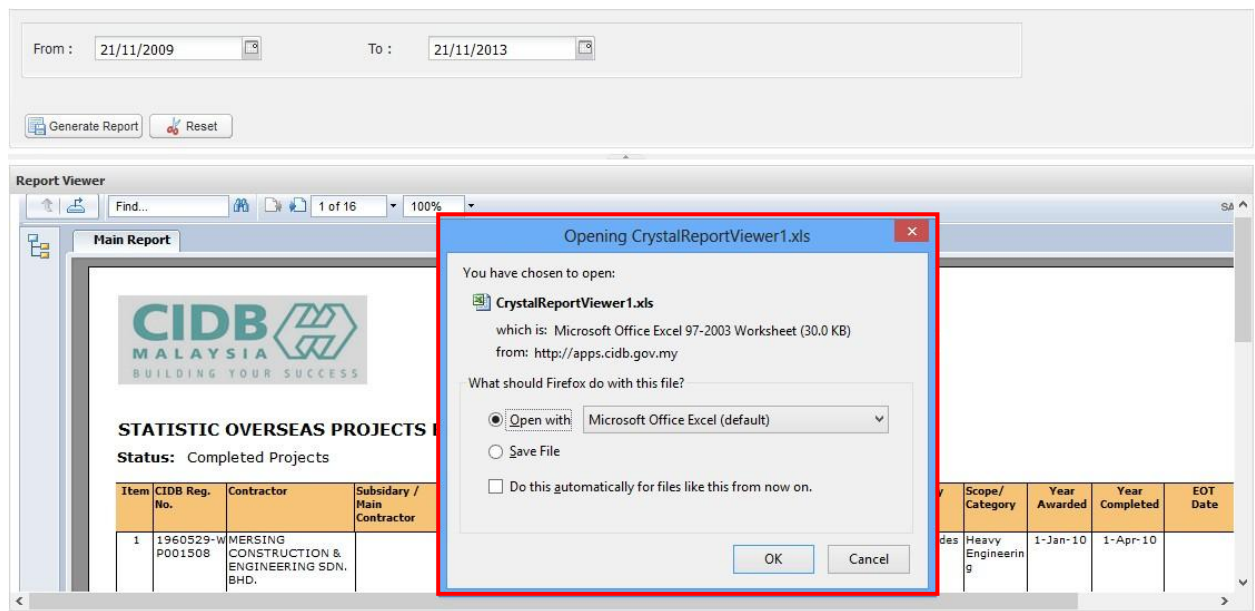 From : 21/11/2009 To : 21/11/2013
Generate Report Reset
Report Viewer
Find... 1 of 16 100% SA
Main Report
Opening CrystalReportViewer1.xls
You have chosen to open:
CrystalReportViewer1.xls
which is: Microsoft Office Excel 97-2003 Worksheet (30.0 KB)
from: http://apps.cidb.gov.my
What should Firefox do with this file?
Open with Microsoft Office Excel (default)
Save File
Do this automatically for files like this from now on.
OK Cancel
CIDB
MALAYSIA
BUILDING YOUR SUCCESS
STATISTIC OVERSEAS PROJECTS
Status: Completed Projects
Item CIDB Reg. No. Contractor Subsidary / Main Contractor y Scope/ Category Year Awarded Year Completed EOT Date
1 1960529-W P001508 MERSING CONSTRUCTION & ENGINEERING SDN. BHD. des Heavy Engineerin g 1-Jan-10 1-Apr-10